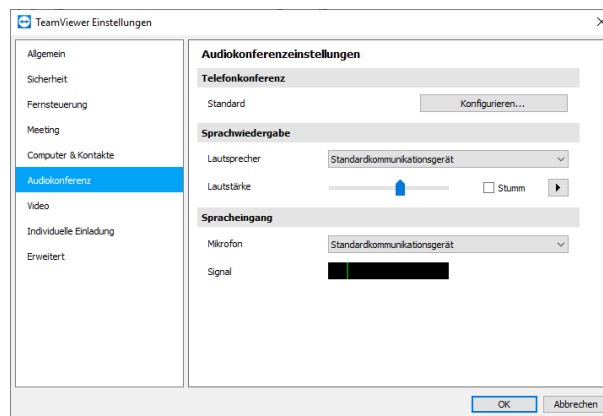 TeamViewer Einstellungen
Allgemein
Sicherheit
Fernsteuerung
Meeting
Computer & Kontakte
Audiokonferenz
Video
Individuelle Einladung
Erweitert
Audiokonferenzeinstellungen
Telefonkonferenz
Standard
Konfigurieren...
Sprachwiedergabe
Lautsprecher
Standardkommunikationsgerät
Lautstärke
Stumm
Spracheingang
Mikrofon
Standardkommunikationsgerät
Signal
OK
Abbrechen